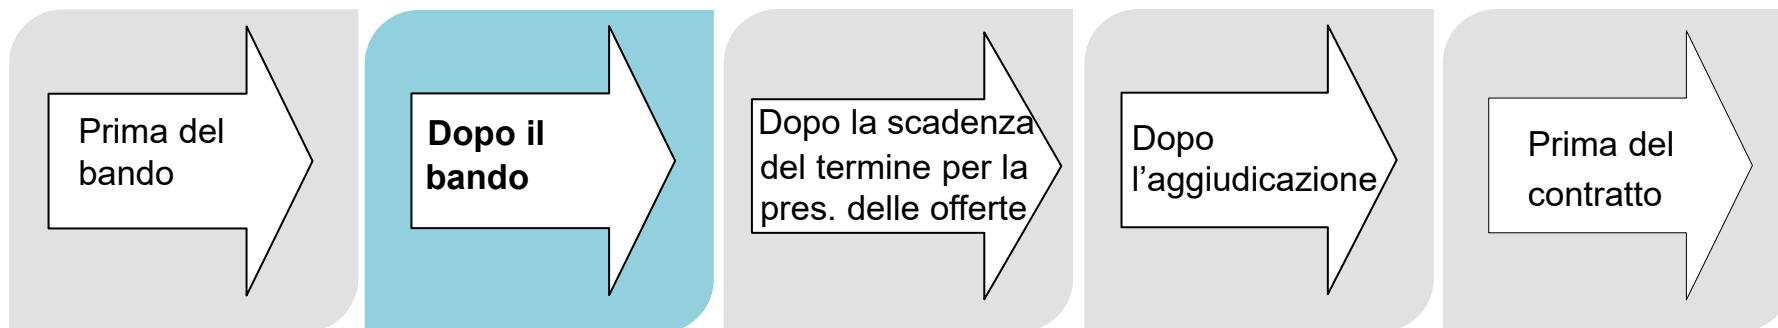 Prima del
bando
Dopo il
bando
Dopo la scadenza
del termine per la
pres. delle offerte
Dopo
l’aggiudicazione
Prima del
contratto